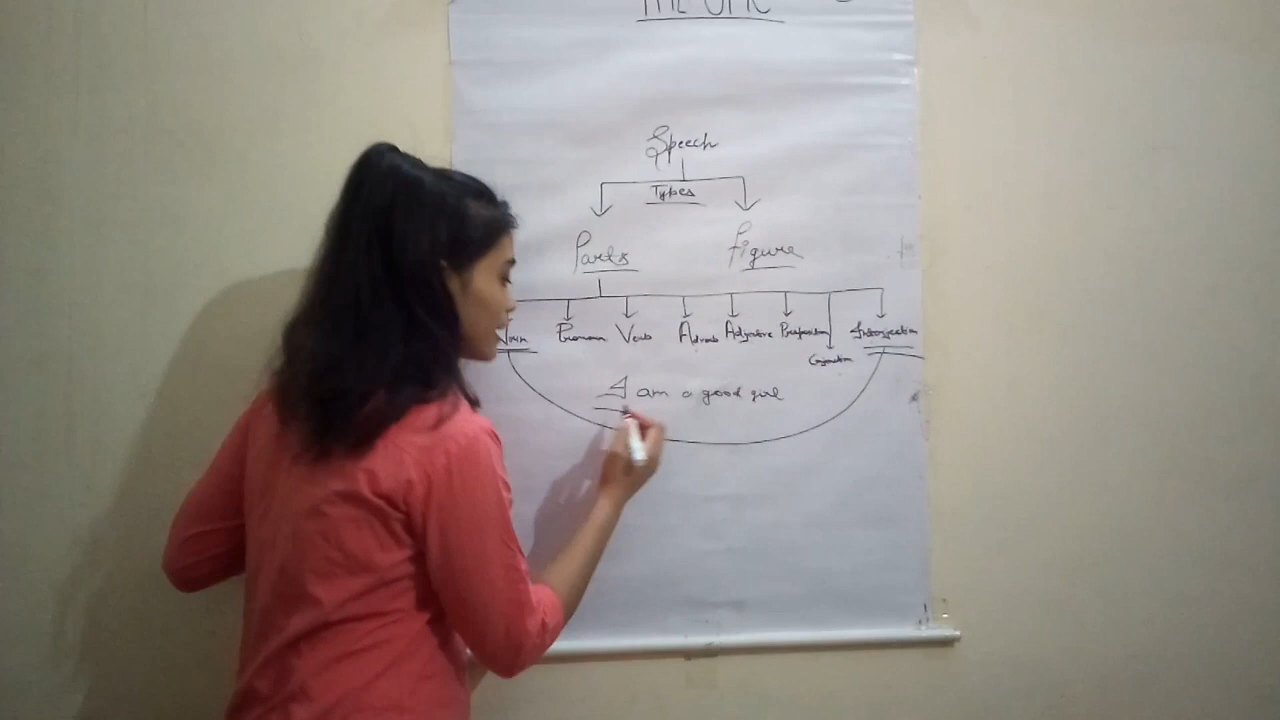 Speech
Types
Parts Figure
Noun Pronoun Verb Adverb Adjective Preposition Interjection
Conjunction
I am a good girl